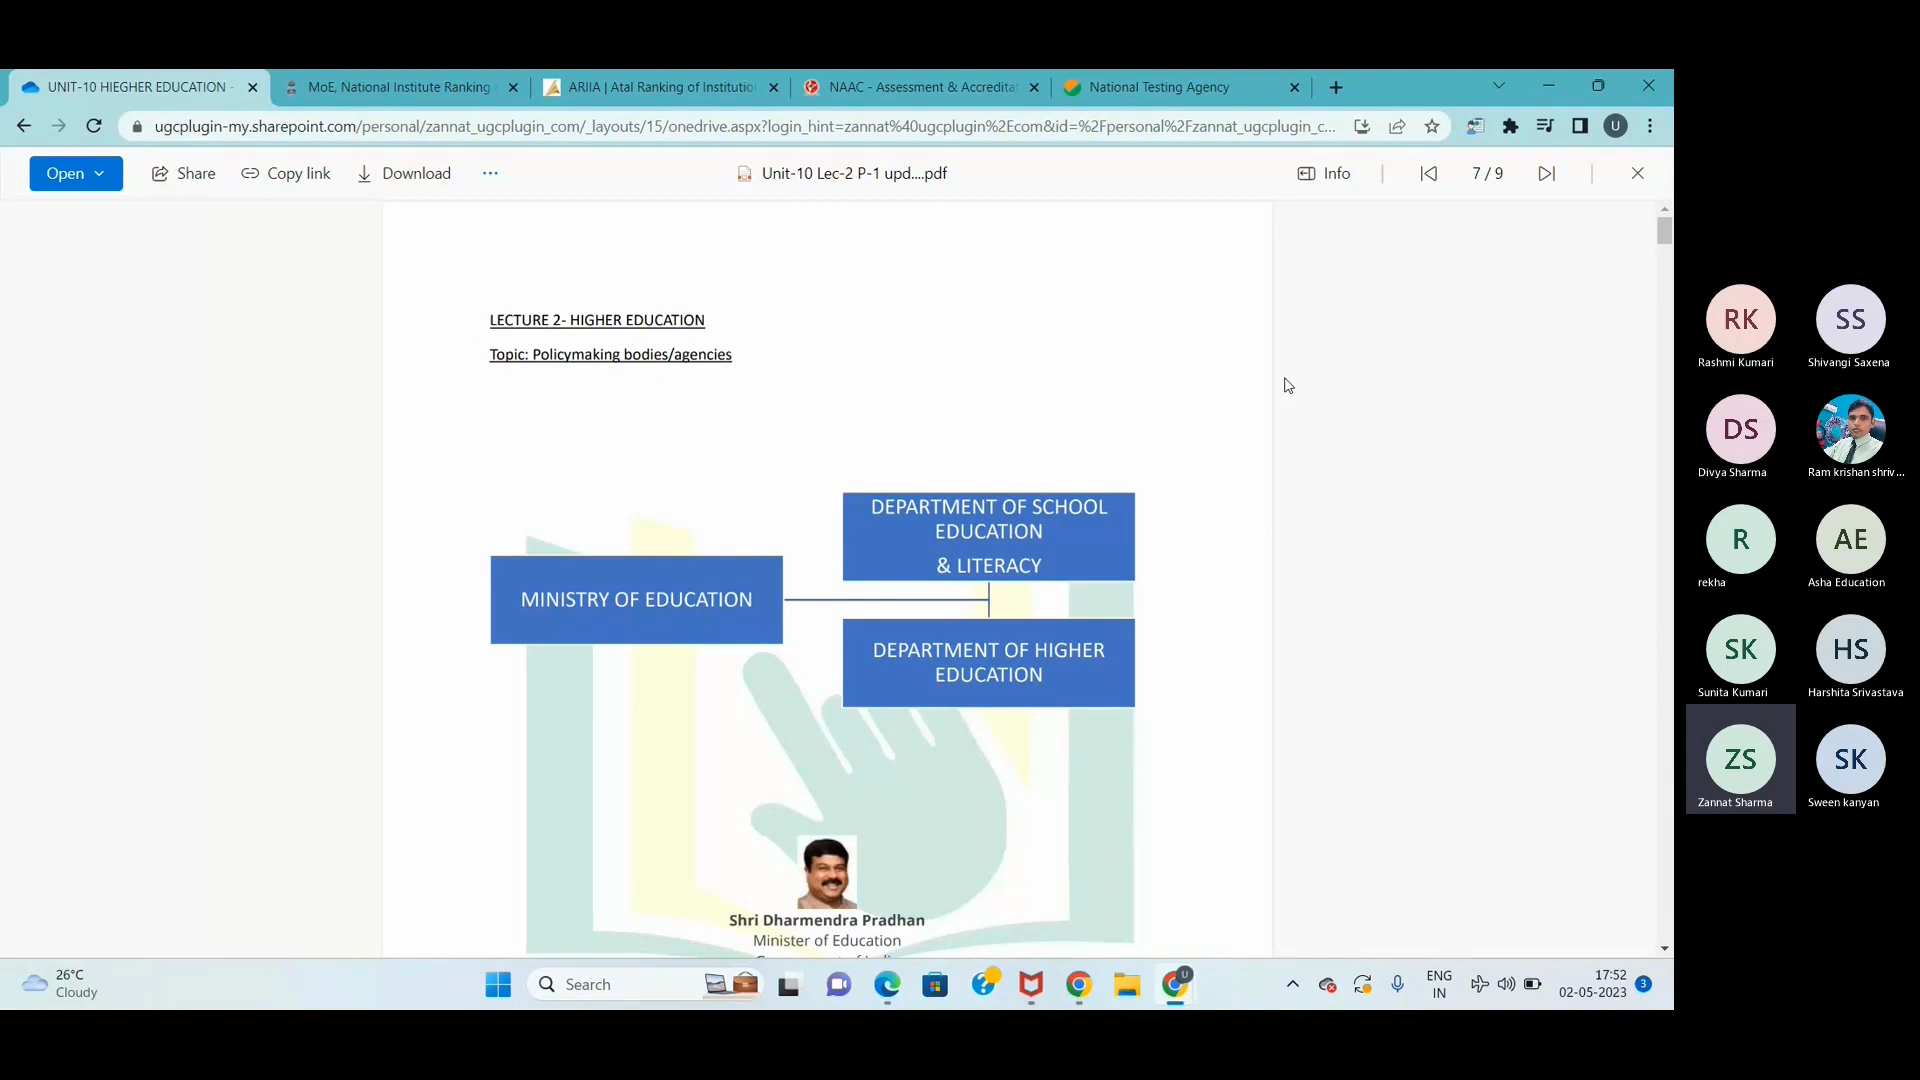 UNIT-10 HIEGHER EDUCATION -
MoE, National Institute Ranking
ARIIA | Atal Ranking of Institutio
NAAC - Assessment & Accredita
National Testing Agency
ugcplugin-my.sharepoint.com/personal/zannat_ugcplugin_com/_layouts/15/onedrive.aspx?login_hint=zannat%40ugcplugin%2Ecom&id=%2Fpersonal%2Fzannat_ugcplugin_c...
U
Open
Share
Copy link
Download
...
Unit-10 Lec-2 P-1 upd....pdf
Info
7 / 9
LECTURE 2- HIGHER EDUCATION
Topic: Policymaking bodies/agencies
DEPARTMENT OF SCHOOL
EDUCATION
& LITERACY
MINISTRY OF EDUCATION
DEPARTMENT OF HIGHER
EDUCATION
Shri Dharmendra Pradhan
Minister of Education
RK
Rashmi Kumari
SS
Shivangi Saxena
DS
Divya Sharma
Ram krishan shriv...
R
rekha
AE
Asha Education
SK
Sunita Kumari
HS
Harshita Srivastava
ZS
Zannat Sharma
SK
Sween kanyan
26°C
Cloudy
Search
U
ENG
IN
17:52
02-05-2023
3